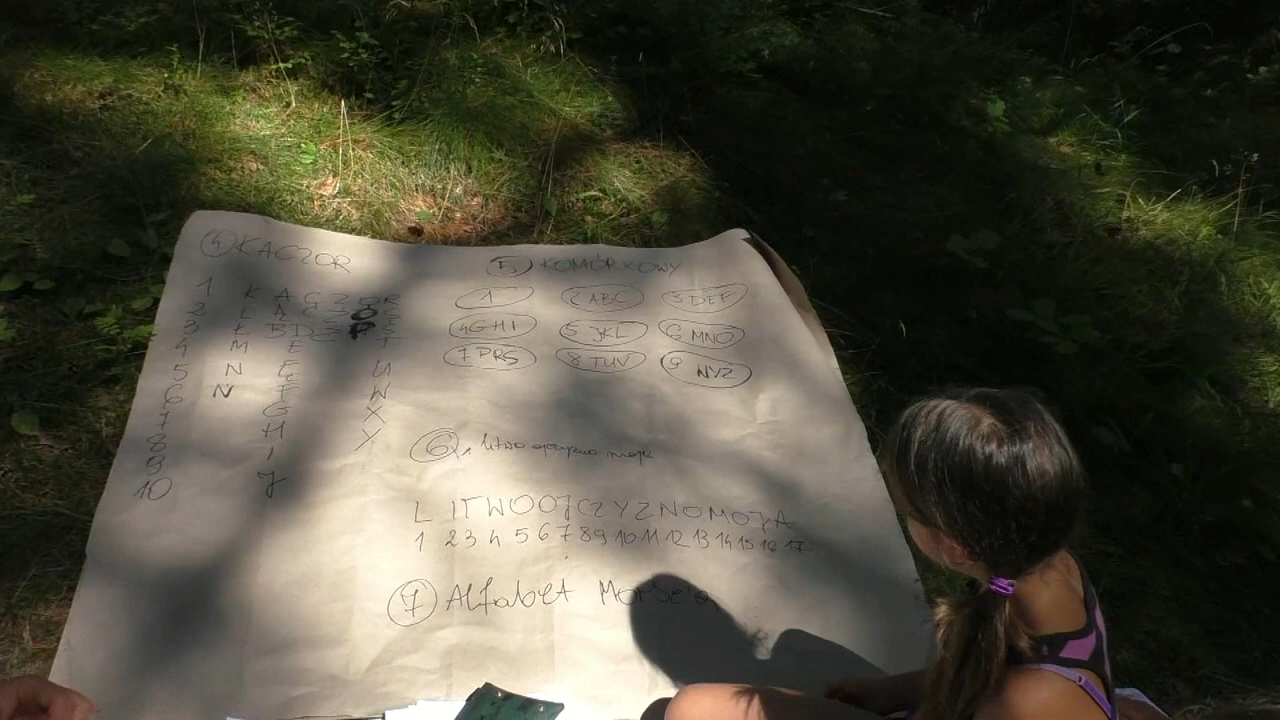 4 KACZOR
1 K A C Z O R
2 L Ą Ć Ż Ó S
3 Ł B D Ź P Ś
4 M E T
5 N Ę U
6 Ń F W
7 G X
8 H Y
9 I
10 J
5 KOMÓRKOWY
1 2 ABC 3 DEF
4 GHI 5 JKL 6 MNO
7 PRS 8 TUV 9 WYZ
6. Litwo ojczyzno moja
LITWOOJCZYZNOMOJA
1 2 3 4 5 6 7 8 9 10 11 12 13 14 15 16 17
7 Alfabet Morse'a